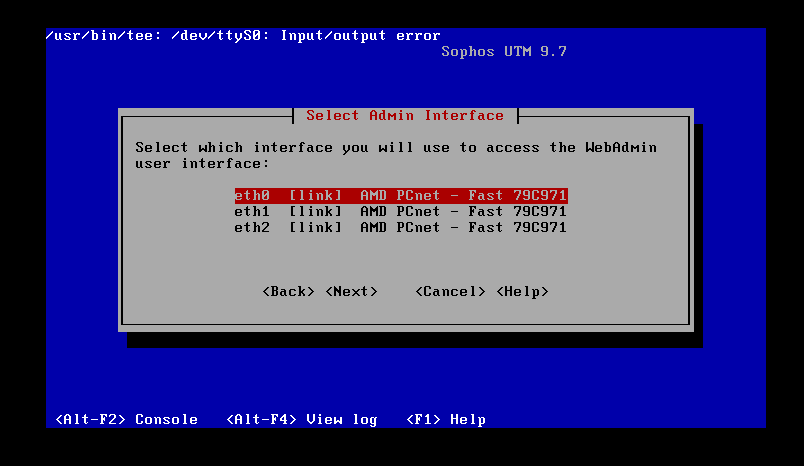 /usr/bin/tee: /dev/ttyS0: Input/output error
Sophos UTM 9.7
Select Admin Interface
Select which interface you will use to access the WebAdmin
user interface:
eth0 [link] AMD PCnet - Fast 79C971
eth1 [link] AMD PCnet - Fast 79C971
eth2 [link] AMD PCnet - Fast 79C971
<Back> <Next> <Cancel> <Help>
<Alt-F2> Console <Alt-F4> View log <F1> Help